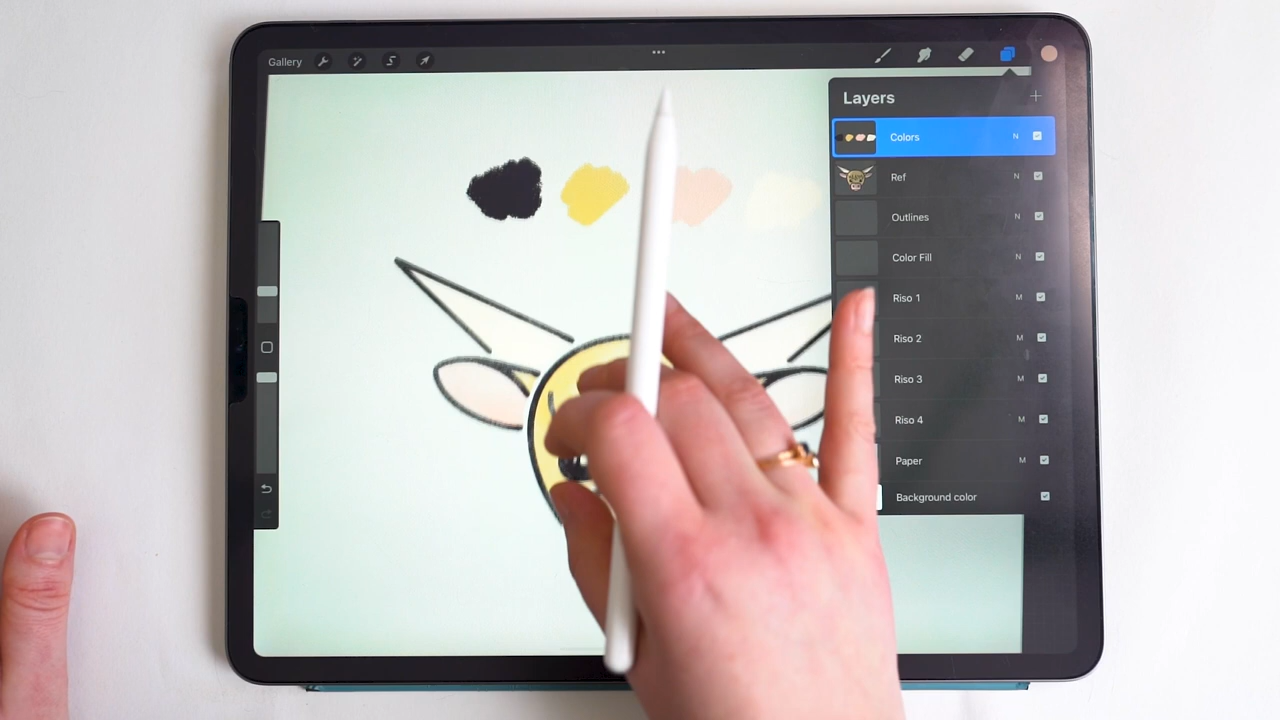 Gallery
Layers
Colors N
Ref N
Outlines N
Color Fill N
Riso 1 M
Riso 2 M
Riso 3 M
Riso 4 M
Paper M
Background color